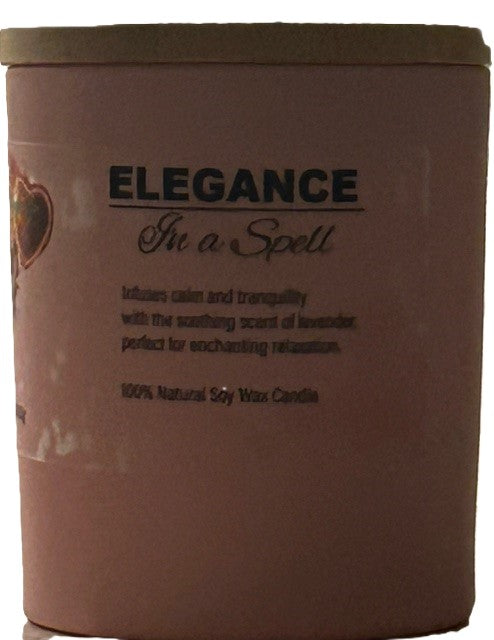 ELEGANCE
In a Spell
Infuses calm and tranquility
with the soothing scent of lavender,
perfect for enchanting relaxation.
100% Natural Soy Wax Candle